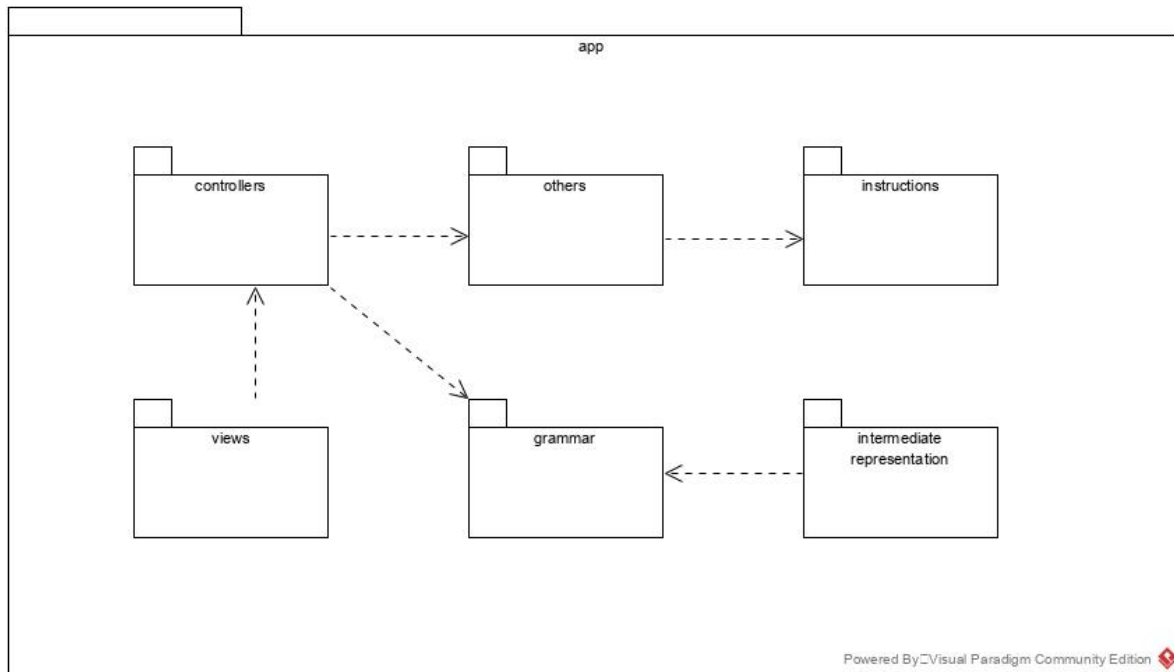 app
controllers
others
instructions
views
grammar
intermediate
representation
Powered By Visual Paradigm Community Edition